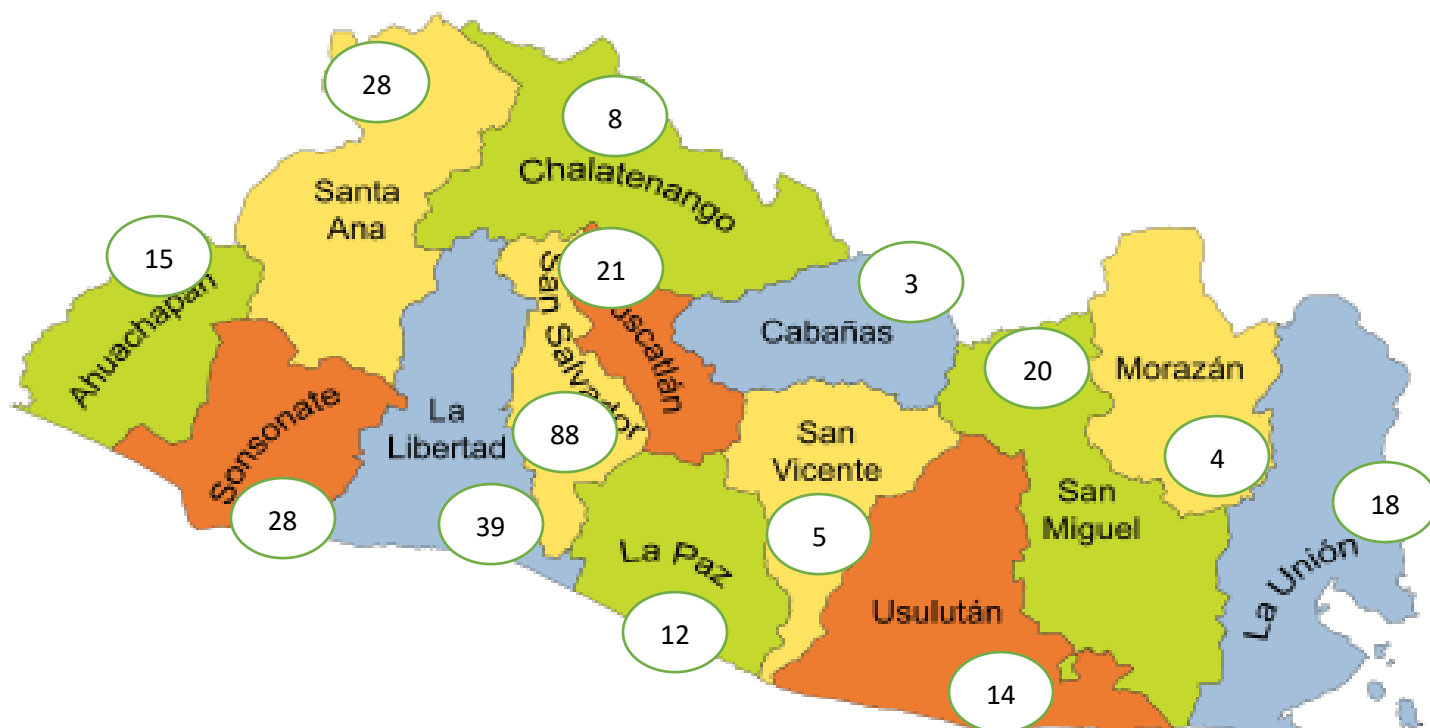 28
8
Chalatenango
Santa
Ana
15
Ahuachapán
21
San Salvador
uscatlán
3
Cabañas
20
Morazán
Sonsonate
La
Libertad
88
San
Vicente
4
28
39
La Paz
5
San
Miguel
18
La Unión
12
Usulután
14